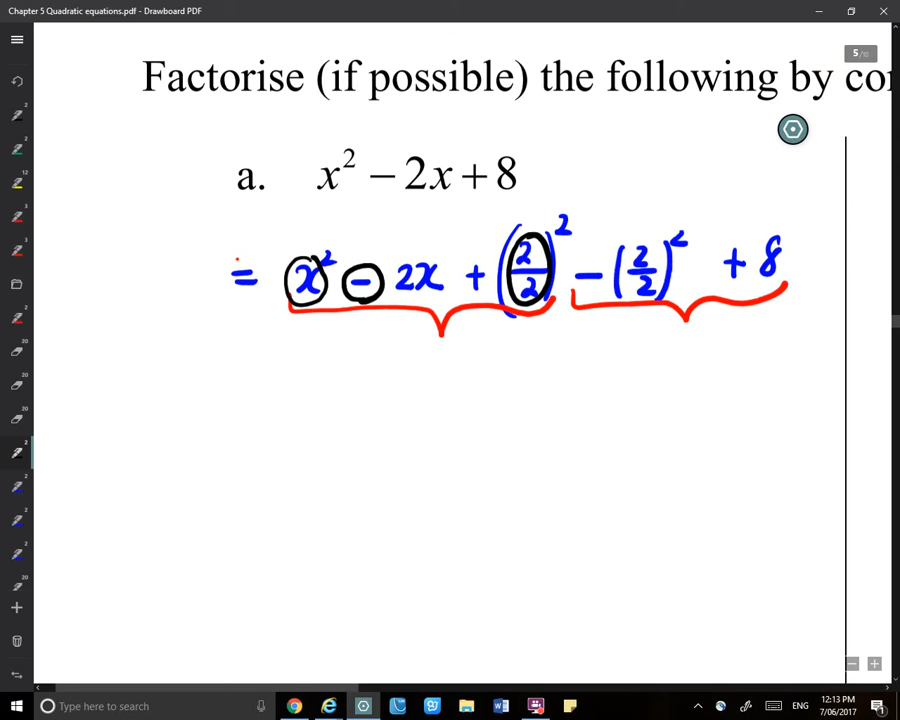 Chapter 5 Quadratic equations.pdf - Drawboard PDF
5/10
Factorise (if possible) the following by
a. x² − 2x + 8
= x² − 2x + (2/2)² − (2/2)² + 8
Type here to search
ENG
12:13 PM
7/06/2017